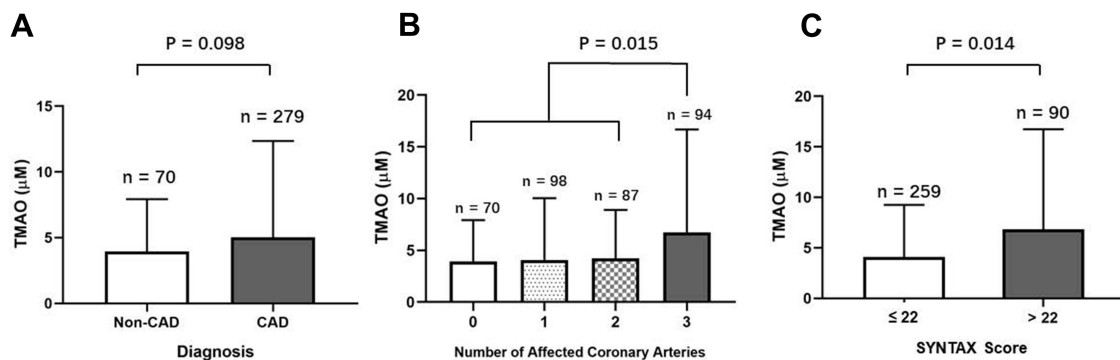 A
P = 0.098
15
10
5
0
TMAO (μM)
n = 70
n = 279
Non-CAD
CAD
Diagnosis
B
P = 0.015
20
15
10
5
0
TMAO (μM)
n = 70
n = 98
n = 87
n = 94
0 1 2 3
Number of Affected Coronary Arteries
C
P = 0.014
20
15
10
5
0
TMAO (μM)
n = 259
n = 90
≤ 22
> 22
SYNTAX Score